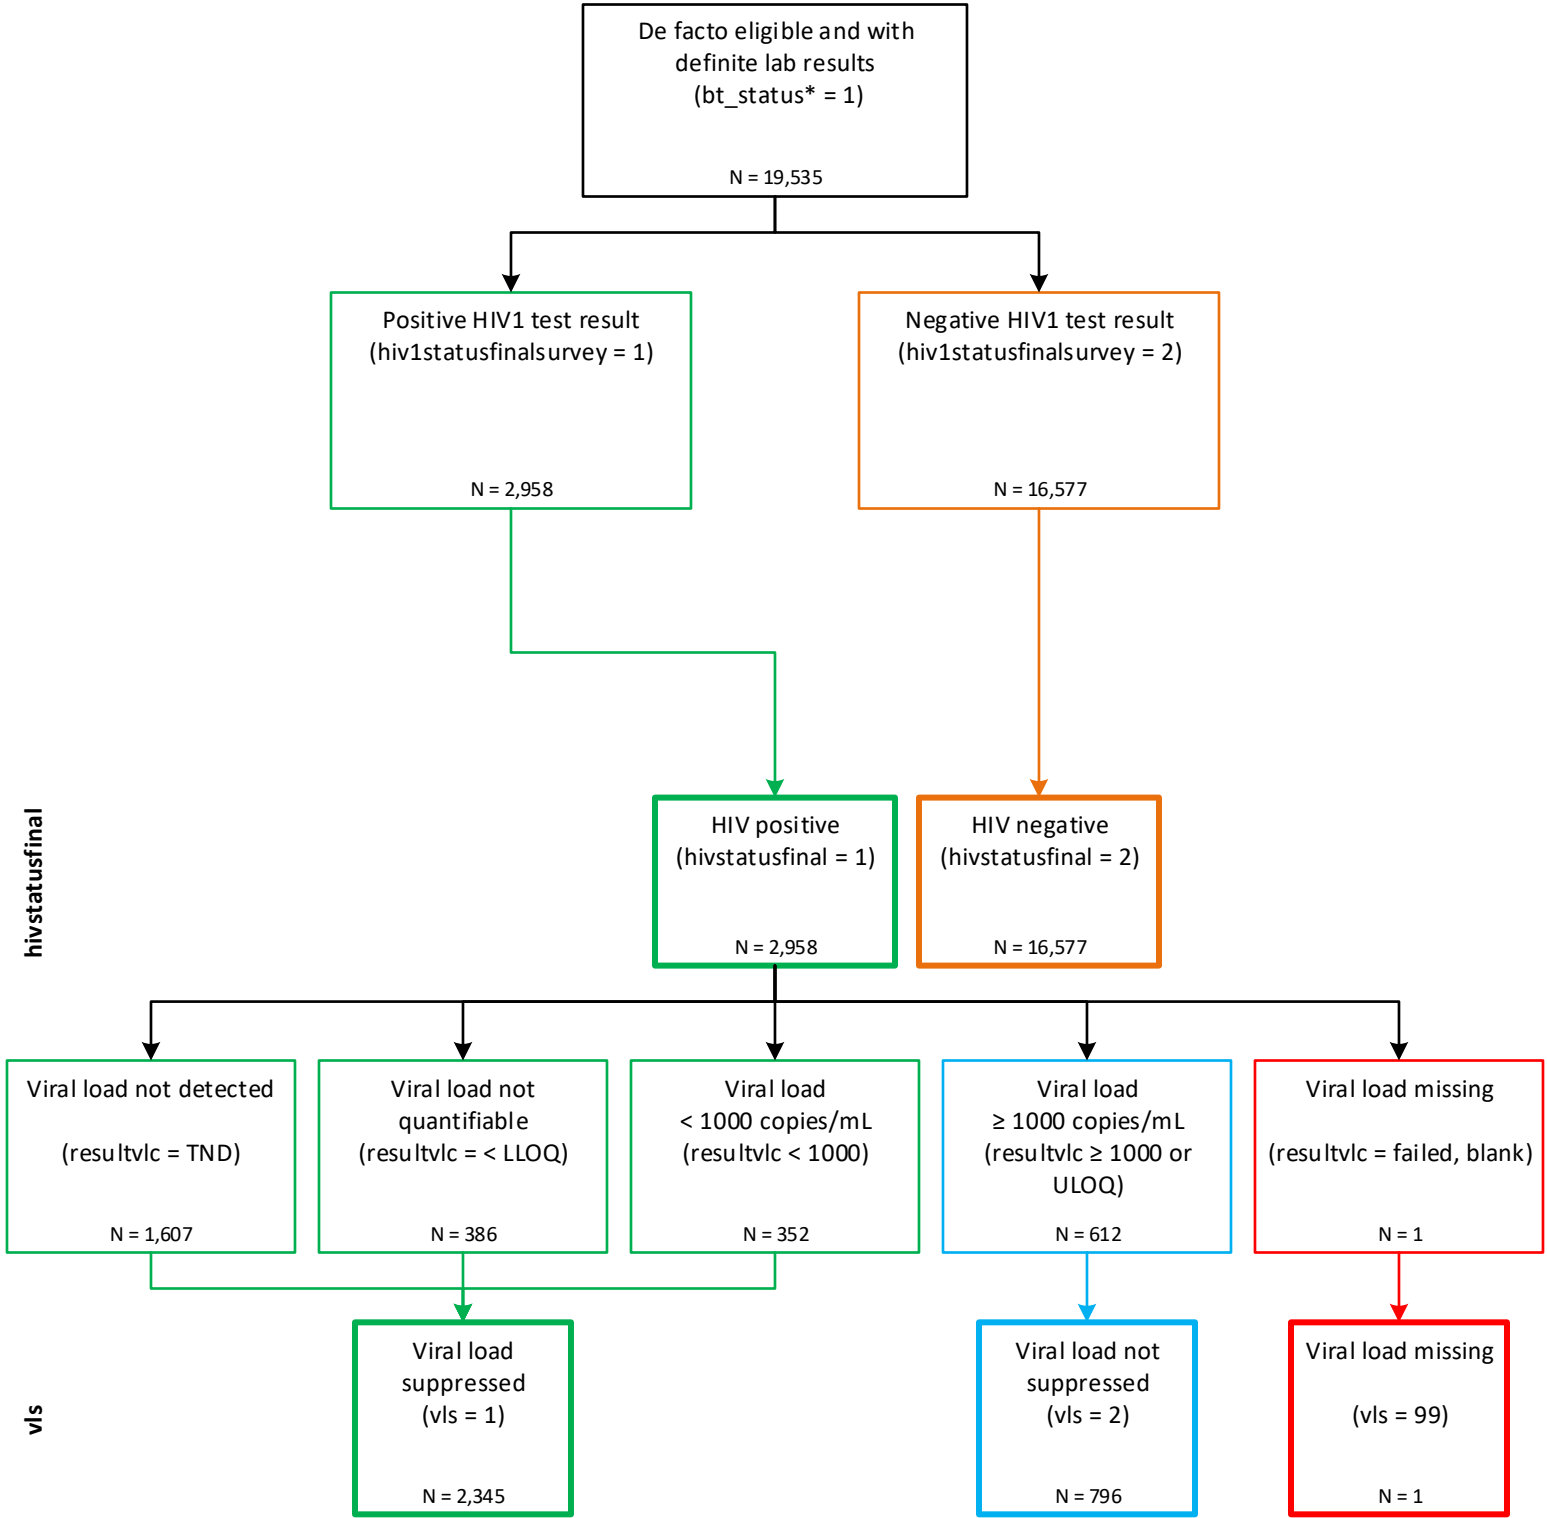 De facto eligible and with
definite lab results
(bt_status* = 1)
N = 19,535
Positive HIV1 test result
(hiv1statusfinalsurvey = 1)
N = 2,958
Negative HIV1 test result
(hiv1statusfinalsurvey = 2)
N = 16,577
hivstatusfinal
HIV positive
(hivstatusfinal = 1)
N = 2,958
HIV negative
(hivstatusfinal = 2)
N = 16,577
Viral load not detected
(resultvlc = TND)
N = 1,607
Viral load not
quantifiable
(resultvlc = < LLOQ)
N = 386
Viral load
< 1000 copies/mL
(resultvlc < 1000)
N = 352
Viral load
≥ 1000 copies/mL
(resultvlc ≥ 1000 or
ULOQ)
N = 612
Viral load missing
(resultvlc = failed, blank)
N = 1
vls
Viral load
suppressed
(vls = 1)
N = 2,345
Viral load not
suppressed
(vls = 2)
N = 796
Viral load missing
(vls = 99)
N = 1